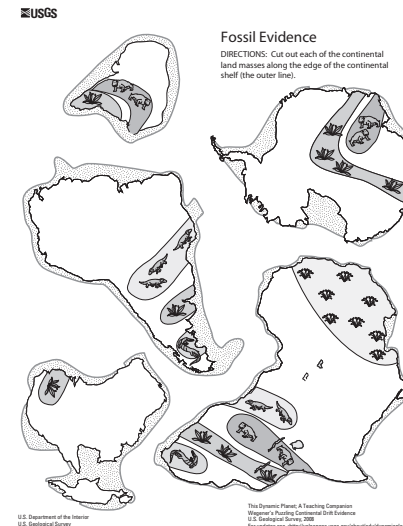 USGS
Fossil Evidence
DIRECTIONS: Cut out each of the continental
land masses along the edge of the continental
shelf (the outer line).
U.S. Department of the Interior
U.S. Geological Survey
This Dynamic Planet; A Teaching Companion
Wegener's Puzzling Continental Drift Evidence
U.S. Geological Survey, 2008